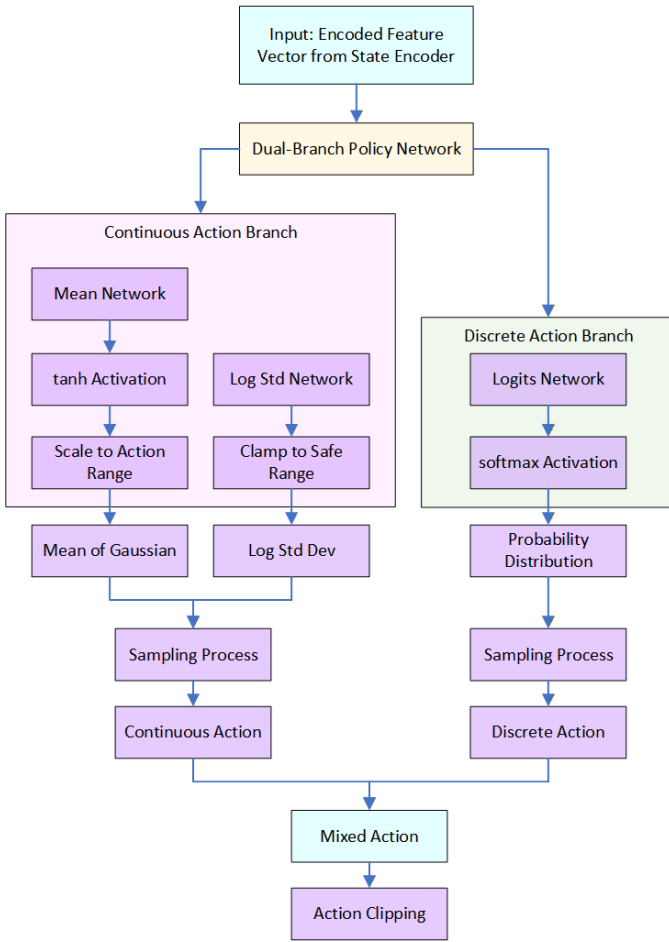 Input: Encoded Feature
Vector from State Encoder
Dual-Branch Policy Network
Continuous Action Branch
Mean Network
tanh Activation
Scale to Action
Range
Log Std Network
Clamp to Safe
Range
Mean of Gaussian
Log Std Dev
Sampling Process
Continuous Action
Discrete Action Branch
Logits Network
softmax Activation
Probability
Distribution
Sampling Process
Discrete Action
Mixed Action
Action Clipping